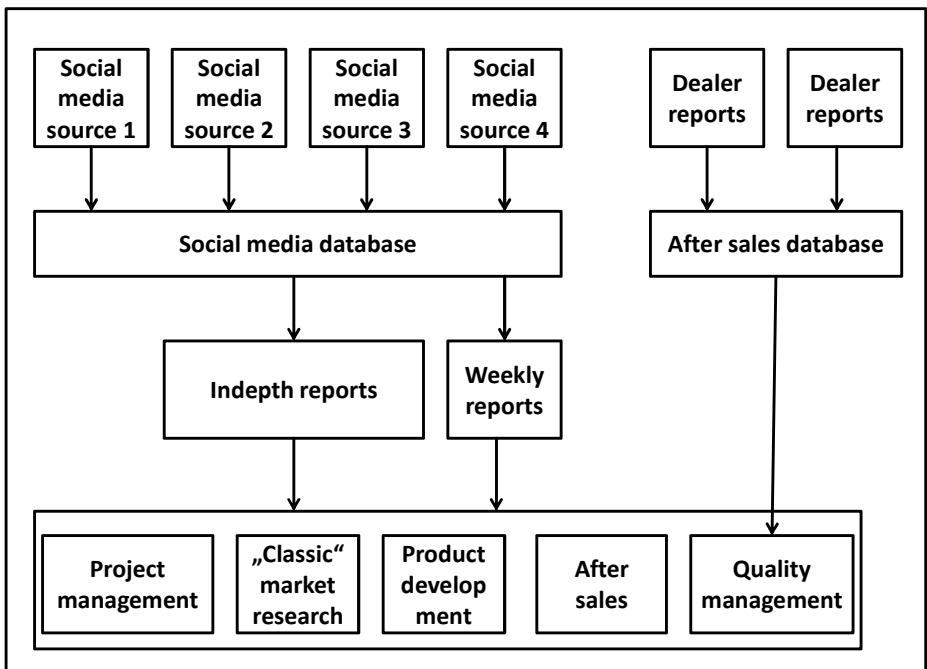 Social
media
source 1
Social
media
source 2
Social
media
source 3
Social
media
source 4
Dealer
reports
Dealer
reports
Social media database
After sales database
Indepth reports
Weekly
reports
Project
management
„Classic“
market
research
Product
develop
ment
After
sales
Quality
management